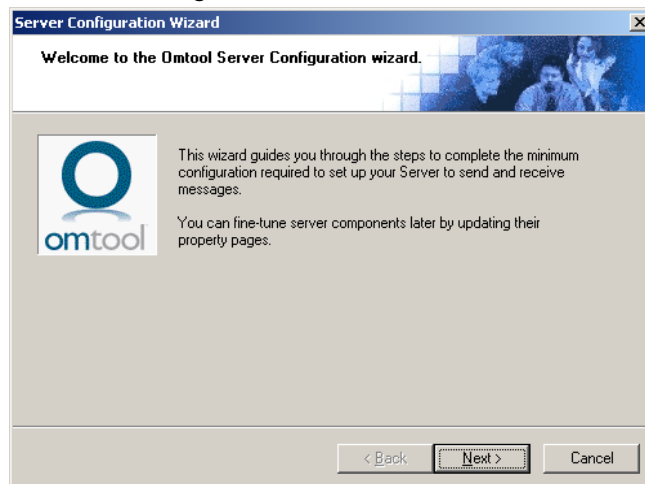 Server Configuration Wizard
Welcome to the Omtool Server Configuration wizard.
This wizard guides you through the steps to complete the minimum
configuration required to set up your Server to send and receive
messages.
You can fine-tune server components later by updating their
property pages.
omtool
< Back
Next >
Cancel